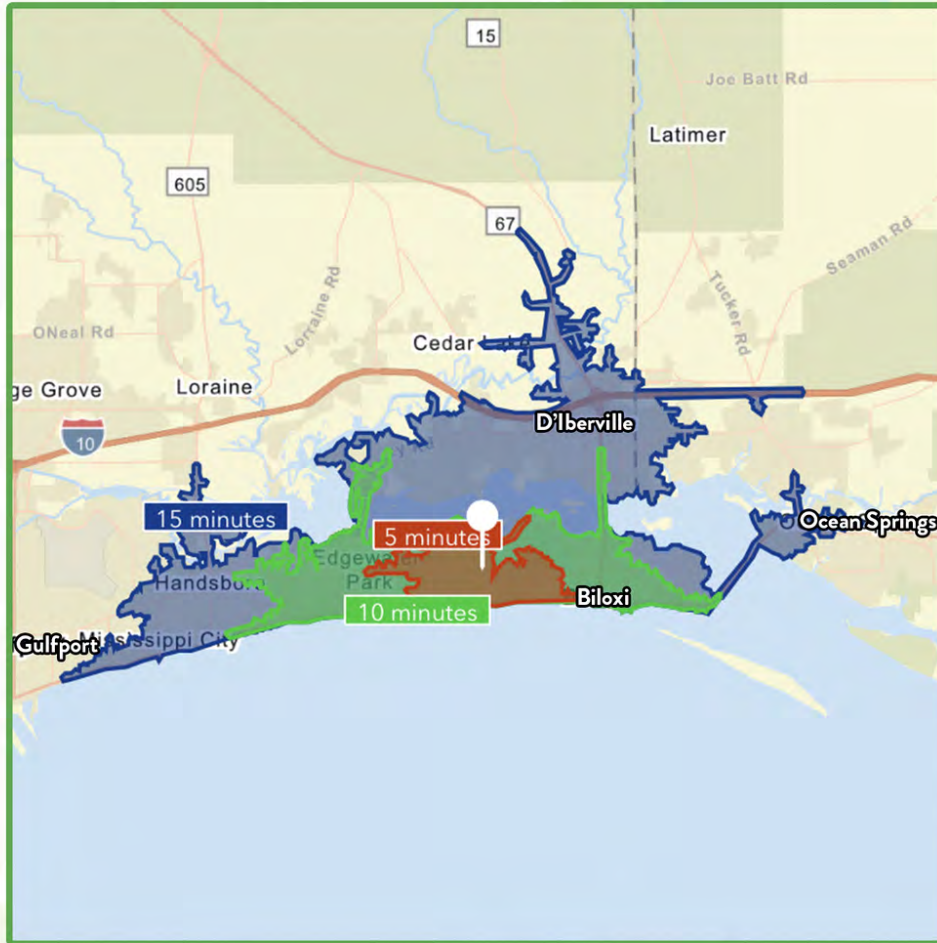 15
Joe Batt Rd
Latimer
605
67
Seaman Rd
Lorraine Rd
Tucker Rd
ONeal Rd
Cedar Lake
ge Grove
Loraine
10
D'Iberville
15 minutes
Ocean Springs
5 minutes
Edgewater
Park
Handsboro
Biloxi
10 minutes
Mississippi City
Gulfport